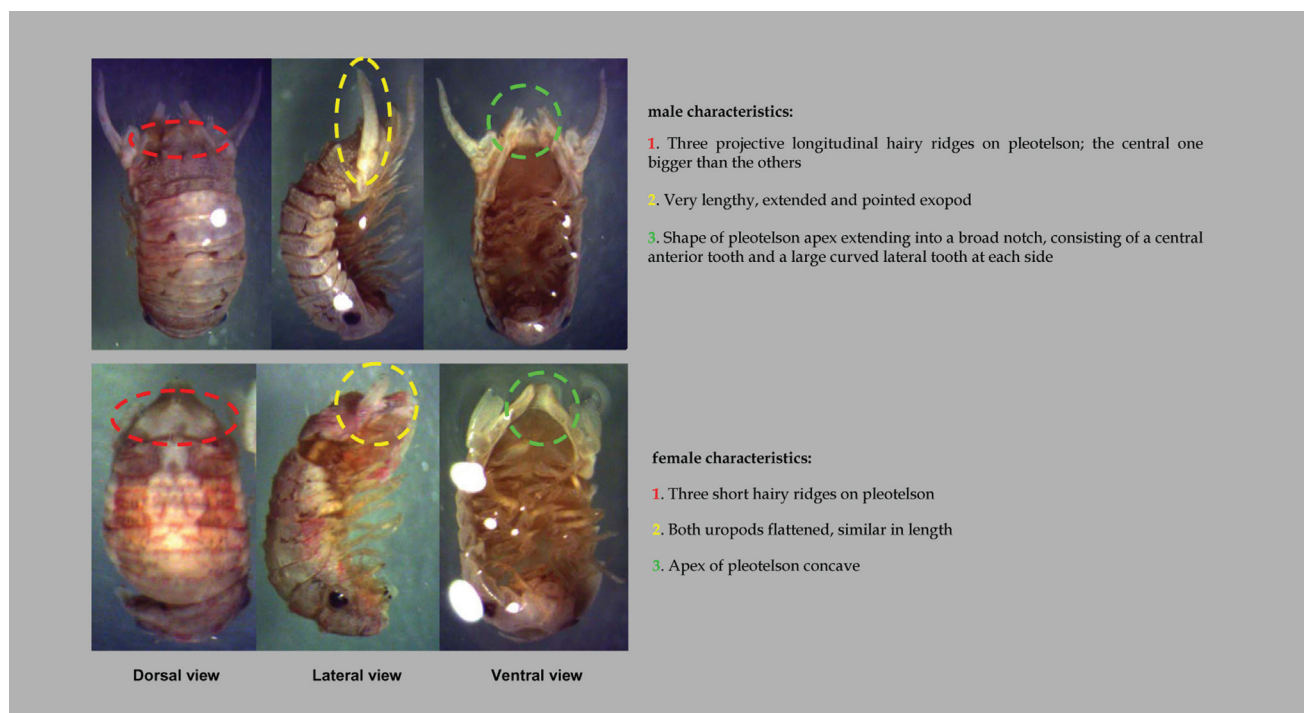 male characteristics:
1. Three projective longitudinal hairy ridges on pleotelson; the central one
bigger than the others
2. Very lengthy, extended and pointed exopod
3. Shape of pleotelson apex extending into a broad notch, consisting of a central
anterior tooth and a large curved lateral tooth at each side
female characteristics:
1. Three short hairy ridges on pleotelson
2. Both uropods flattened, similar in length
3. Apex of pleotelson concave
Dorsal view
Lateral view
Ventral view